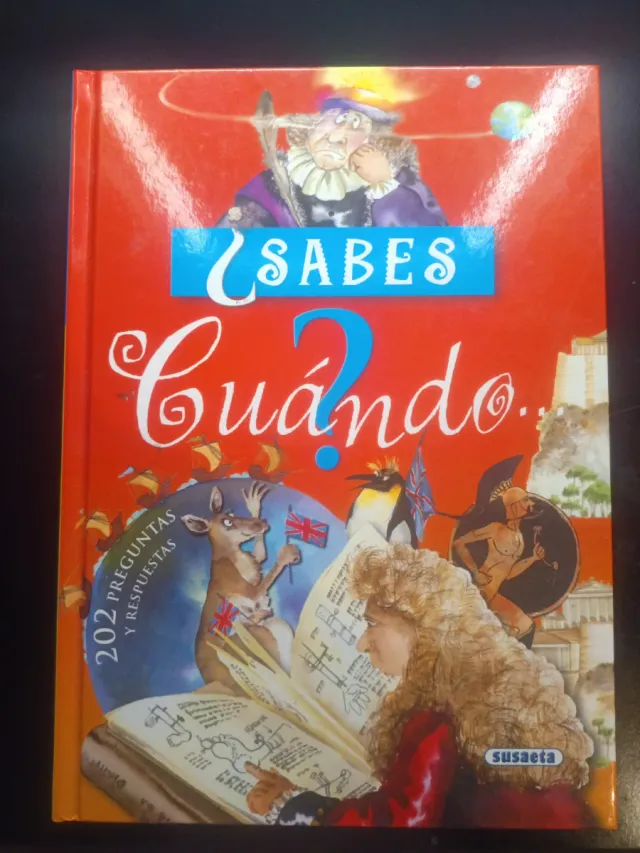 ¿SABES
Cuándo...
?
202 PREGUNTAS
Y RESPUESTAS
susaeta